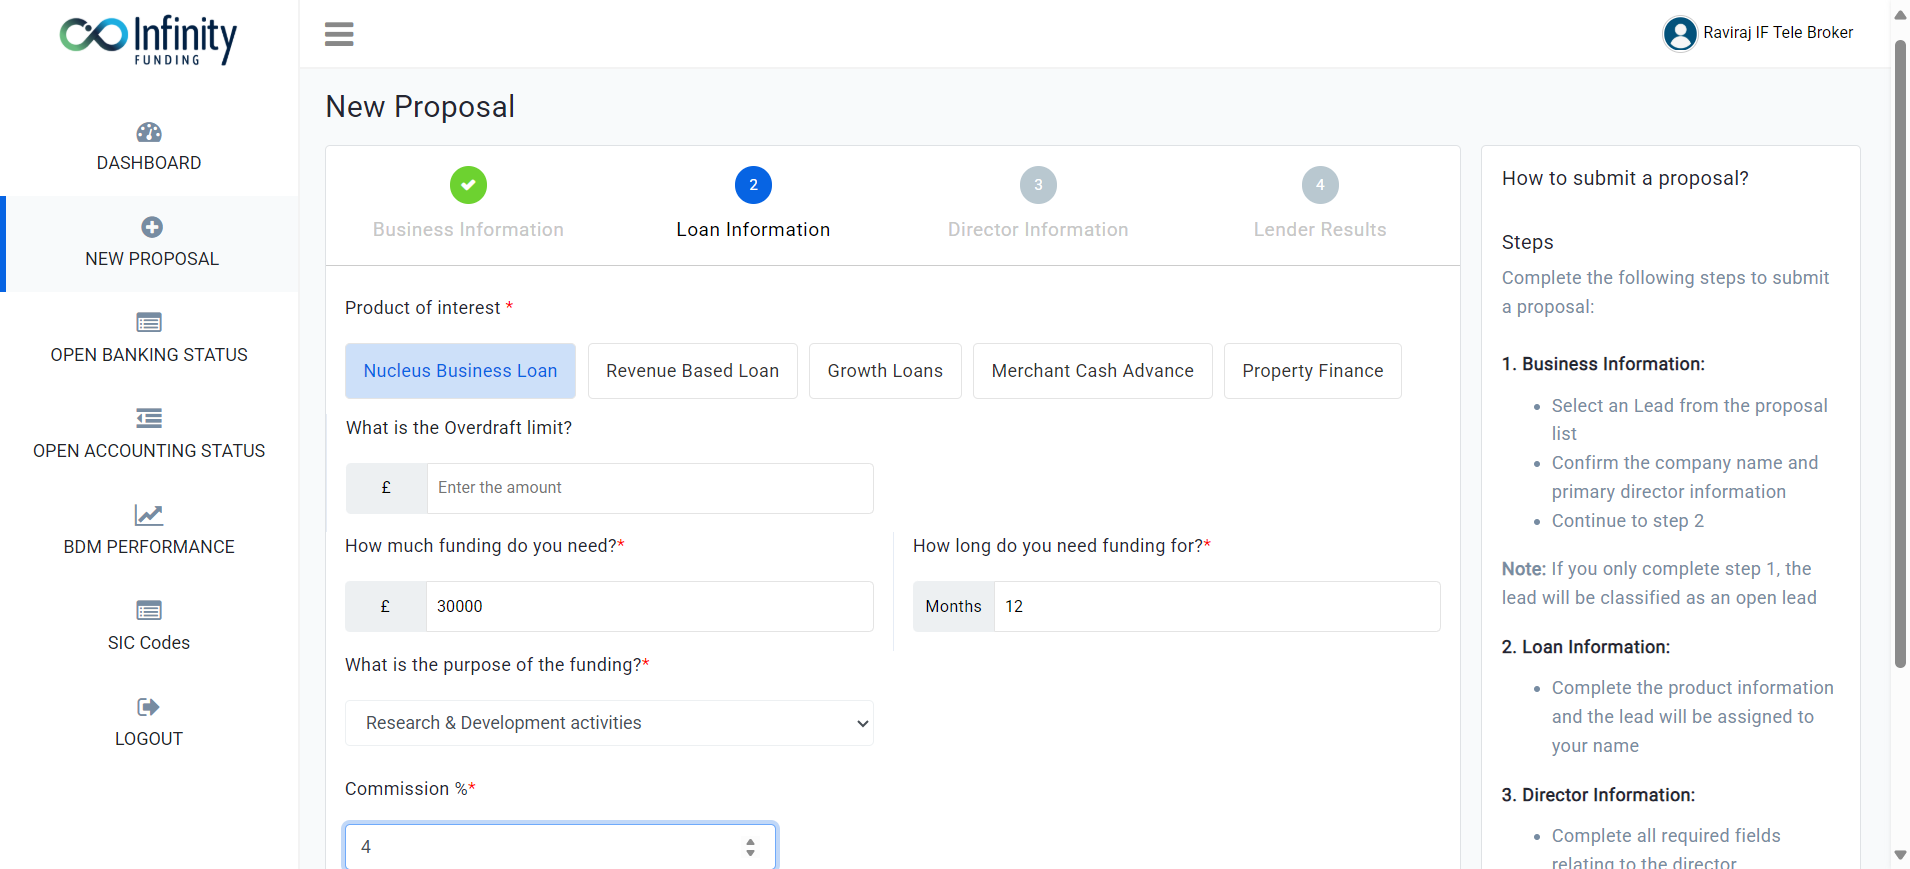 Infinity
FUNDING
Raviraj IF Tele Broker
DASHBOARD
NEW PROPOSAL
OPEN BANKING STATUS
OPEN ACCOUNTING STATUS
BDM PERFORMANCE
SIC Codes
LOGOUT
New Proposal
2
3
4
Business Information
Loan Information
Director Information
Lender Results
Product of interest *
Nucleus Business Loan
Revenue Based Loan
Growth Loans
Merchant Cash Advance
Property Finance
What is the Overdraft limit?
£
Enter the amount
How much funding do you need?*
£
30000
How long do you need funding for?*
Months
12
What is the purpose of the funding?*
Research & Development activities
Commission %*
4
How to submit a proposal?
Steps
Complete the following steps to submit
a proposal:
1. Business Information:
• Select an Lead from the proposal
list
• Confirm the company name and
primary director information
• Continue to step 2
Note: If you only complete step 1, the
lead will be classified as an open lead
2. Loan Information:
• Complete the product information
and the lead will be assigned to
your name
3. Director Information:
• Complete all required fields
relating to the director